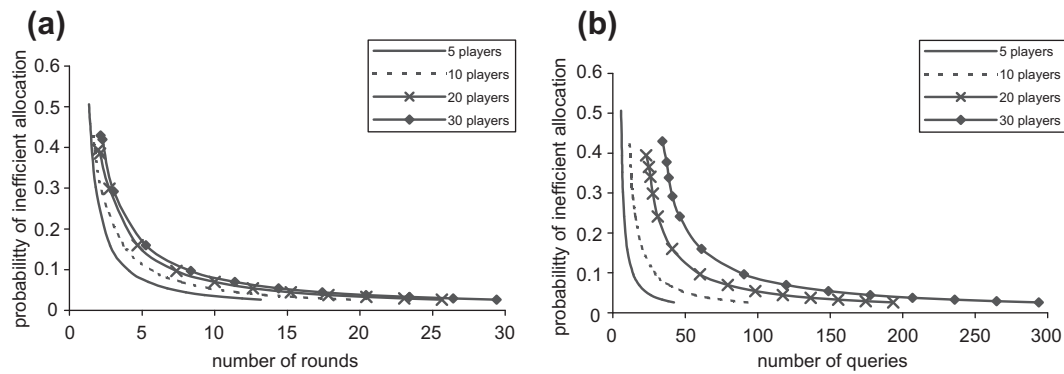 (a)
5 players
10 players
20 players
30 players
0.6
0.5
0.4
0.3
0.2
0.1
0
probabilitty of inefficient allocation
0 5 10 15 20 25 30
number of rounds
(b)
5 players
10 players
20 players
30 players
0.6
0.5
0.4
0.3
0.2
0.1
0
probabilitty of inefficient allocation
0 50 100 150 200 250 300
number of queries